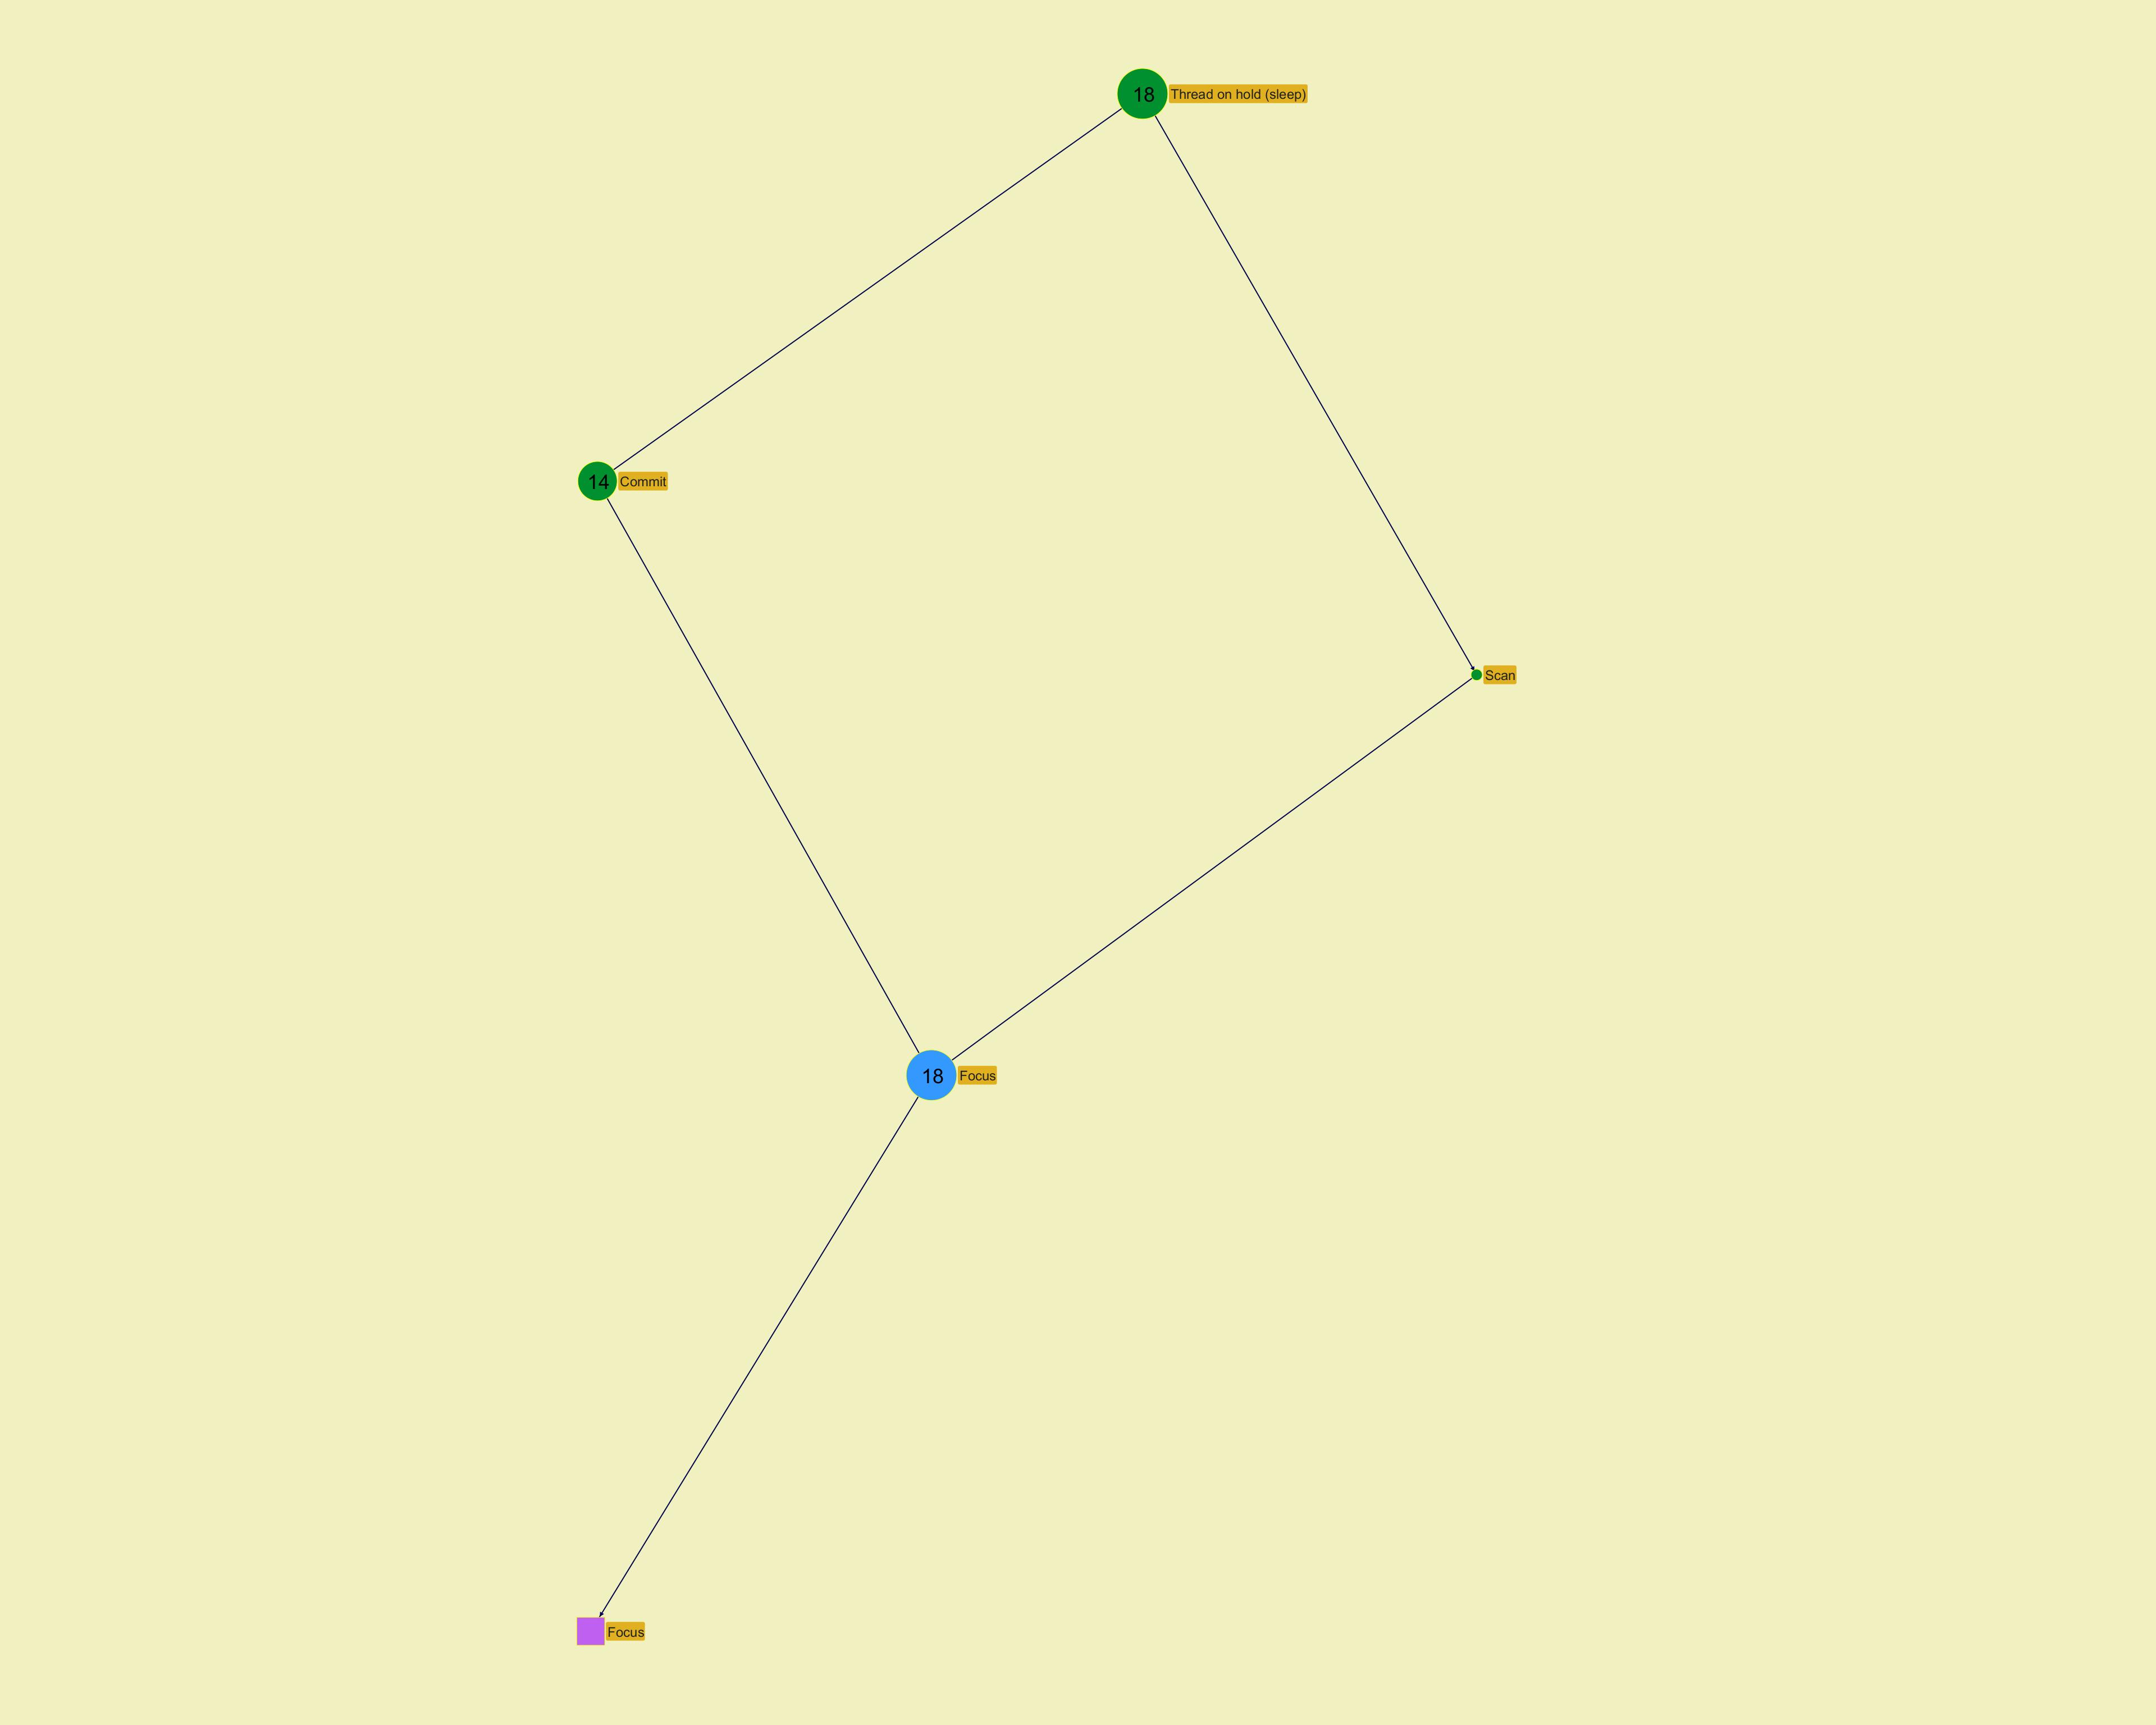 18 Thread on hold (sleep)
14 Commit
Scan
18 Focus
Focus